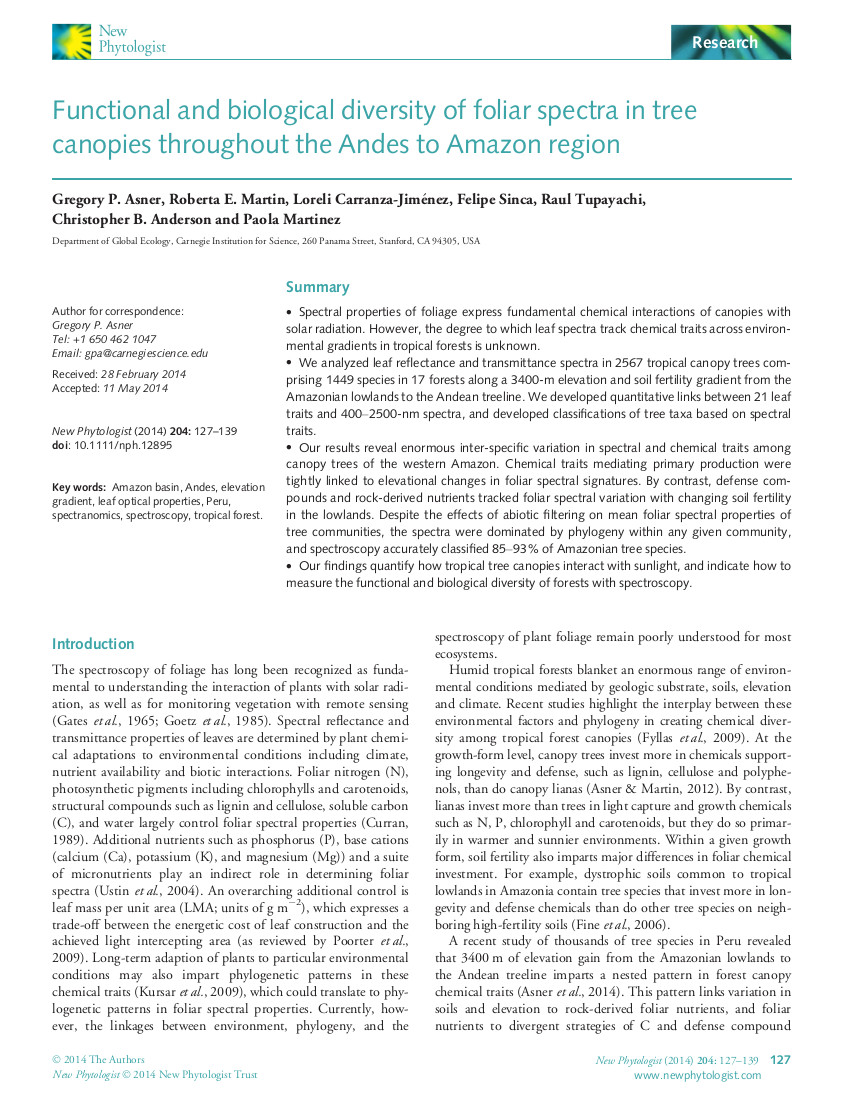 New
Phytologist
Research
Functional and biological diversity of foliar spectra in tree
canopies throughout the Andes to Amazon region
Gregory P. Asner, Roberta E. Martin, Loreli Carranza-Jiménez, Felipe Sinca, Raul Tupayachi,
Christopher B. Anderson and Paola Martinez
Department of Global Ecology, Carnegie Institution for Science, 260 Panama Street, Stanford, CA 94305, USA
Author for correspondence:
Gregory P. Asner
Tel: +1 650 462 1047
Email: gpa@carnegiescience.edu
Received: 28 February 2014
Accepted: 11 May 2014
New Phytologist (2014) 204: 127–139
doi: 10.1111/nph.12895
Key words: Amazon basin, Andes, elevation
gradient, leaf optical properties, Peru,
spectranomics, spectroscopy, tropical forest.
Summary
• Spectral properties of foliage express fundamental chemical interactions of canopies with
solar radiation. However, the degree to which leaf spectra track chemical traits across environ-
mental gradients in tropical forests is unknown.
• We analyzed leaf reflectance and transmittance spectra in 2567 tropical canopy trees com-
prising 1449 species in 17 forests along a 3400-m elevation and soil fertility gradient from the
Amazonian lowlands to the Andean treeline. We developed quantitative links between 21 leaf
traits and 400–2500-nm spectra, and developed classifications of tree taxa based on spectral
traits.
• Our results reveal enormous inter-specific variation in spectral and chemical traits among
canopy trees of the western Amazon. Chemical traits mediating primary production were
tightly linked to elevational changes in foliar spectral signatures. By contrast, defense com-
pounds and rock-derived nutrients tracked foliar spectral variation with changing soil fertility
in the lowlands. Despite the effects of abiotic filtering on mean foliar spectral properties of
tree communities, the spectra were dominated by phylogeny within any given community,
and spectroscopy accurately classified 85–93% of Amazonian tree species.
• Our findings quantify how tropical tree canopies interact with sunlight, and indicate how to
measure the functional and biological diversity of forests with spectroscopy.
Introduction
The spectroscopy of foliage has long been recognized as funda-
mental to understanding the interaction of plants with solar radi-
ation, as well as for monitoring vegetation with remote sensing
(Gates et al., 1965; Goetz et al., 1985). Spectral reflectance and
transmittance properties of leaves are determined by plant chemi-
cal adaptations to environmental conditions including climate,
nutrient availability and biotic interactions. Foliar nitrogen (N),
photosynthetic pigments including chlorophylls and carotenoids,
structural compounds such as lignin and cellulose, soluble carbon
(C), and water largely control foliar spectral properties (Curran,
1989). Additional nutrients such as phosphorus (P), base cations
(calcium (Ca), potassium (K), and magnesium (Mg)) and a suite
of micronutrients play an indirect role in determining foliar
spectra (Ustin et al., 2004). An overarching additional control is
leaf mass per unit area (LMA; units of g m−2), which expresses a
trade-off between the energetic cost of leaf construction and the
achieved light intercepting area (as reviewed by Poorter et al.,
2009). Long-term adaption of plants to particular environmental
conditions may also impart phylogenetic patterns in these
chemical traits (Kursar et al., 2009), which could translate to phy-
logenetic patterns in foliar spectral properties. Currently, how-
ever, the linkages between environment, phylogeny, and the
spectroscopy of plant foliage remain poorly understood for most
ecosystems.
Humid tropical forests blanket an enormous range of environ-
mental conditions mediated by geologic substrate, soils, elevation
and climate. Recent studies highlight the interplay between these
environmental factors and phylogeny in creating chemical diver-
sity among tropical forest canopies (Fyllas et al., 2009). At the
growth-form level, canopy trees invest more in chemicals support-
ing longevity and defense, such as lignin, cellulose and polyphe-
nols, than do canopy lianas (Asner & Martin, 2012). By contrast,
lianas invest more than trees in light capture and growth chemicals
such as N, P, chlorophyll and carotenoids, but they do so primar-
ily in warmer and sunnier environments. Within a given growth
form, soil fertility also imparts major differences in foliar chemical
investment. For example, dystrophic soils common to tropical
lowlands in Amazonia contain tree species that invest more in lon-
gevity and defense chemicals than do other tree species on neigh-
boring high-fertility soils (Fine et al., 2006).
A recent study of thousands of tree species in Peru revealed
that 3400 m of elevation gain from the Amazonian lowlands to
the Andean treeline imparts a nested pattern in forest canopy
chemical traits (Asner et al., 2014). This pattern links variation in
soils and elevation to rock-derived foliar nutrients, and foliar
nutrients to divergent strategies of C and defense compound
© 2014 The Authors
New Phytologist © 2014 New Phytologist Trust
New Phytologist (2014) 204: 127–139 127
www.newphytologist.com